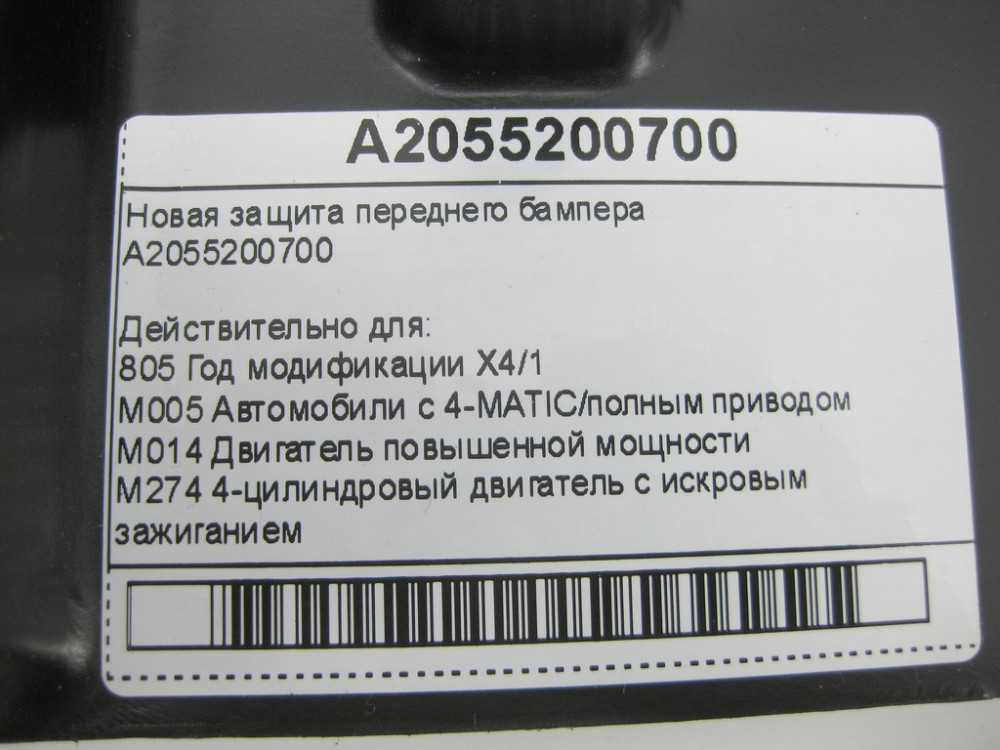 A2055200700
Новая защита переднего бампера
A2055200700
Действительно для:
805 Год модификации X4/1
M005 Автомобили с 4-MATIC/полным приводом
M014 Двигатель повышенной мощности
M274 4-цилиндровый двигатель с искровым
зажиганием